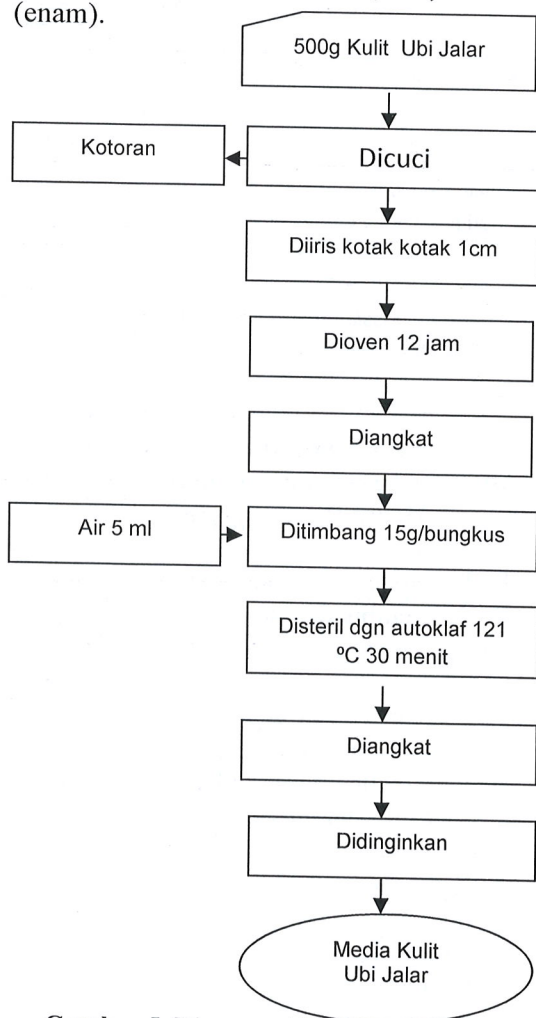 (enam).
500g Kulit Ubi Jalar
Kotoran
Dicuci
Diiris kotak kotak 1cm
Dioven 12 jam
Diangkat
Air 5 ml
Ditimbang 15g/bungkus
Disteril dgn autoklaf 121
ºC 30 menit
Diangkat
Didinginkan
Media Kulit
Ubi Jalar